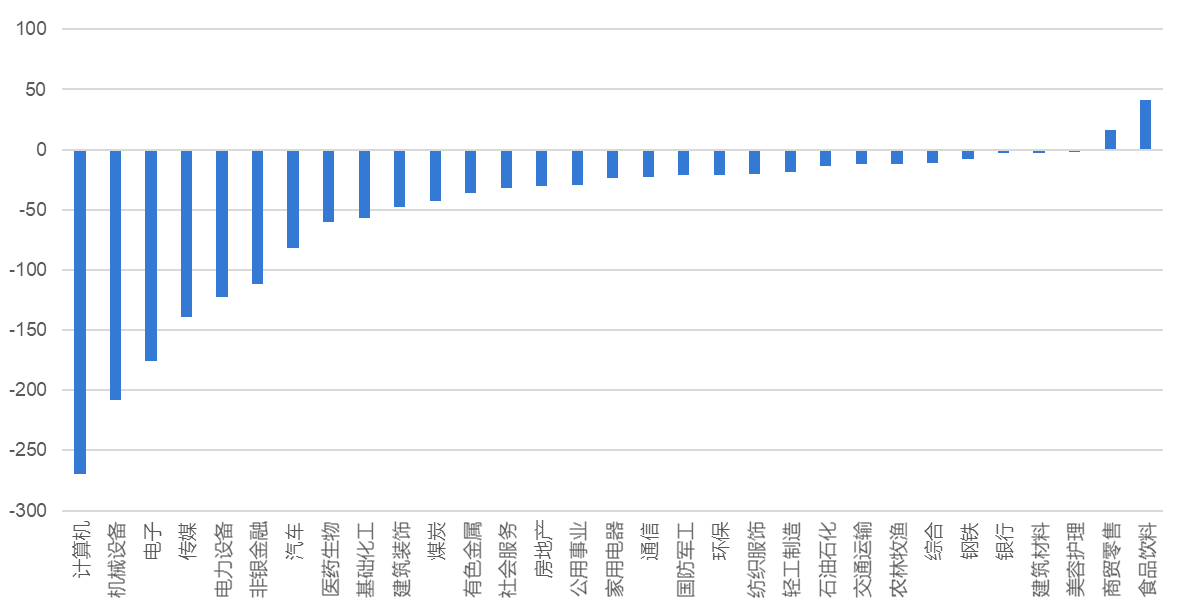 100
50
0
-50
-100
-150
-200
-250
-300
计算机
机械设备
电子
传媒
电力设备
非银金融
汽车
医药生物
基础化工
建筑装饰
煤炭
有色金属
社会服务
房地产
公用事业
家用电器
通信
国防军工
环保
纺织服饰
轻工制造
石油石化
交通运输
农林牧渔
综合
钢铁
银行
建筑材料
美容护理
商贸零售
食品饮料